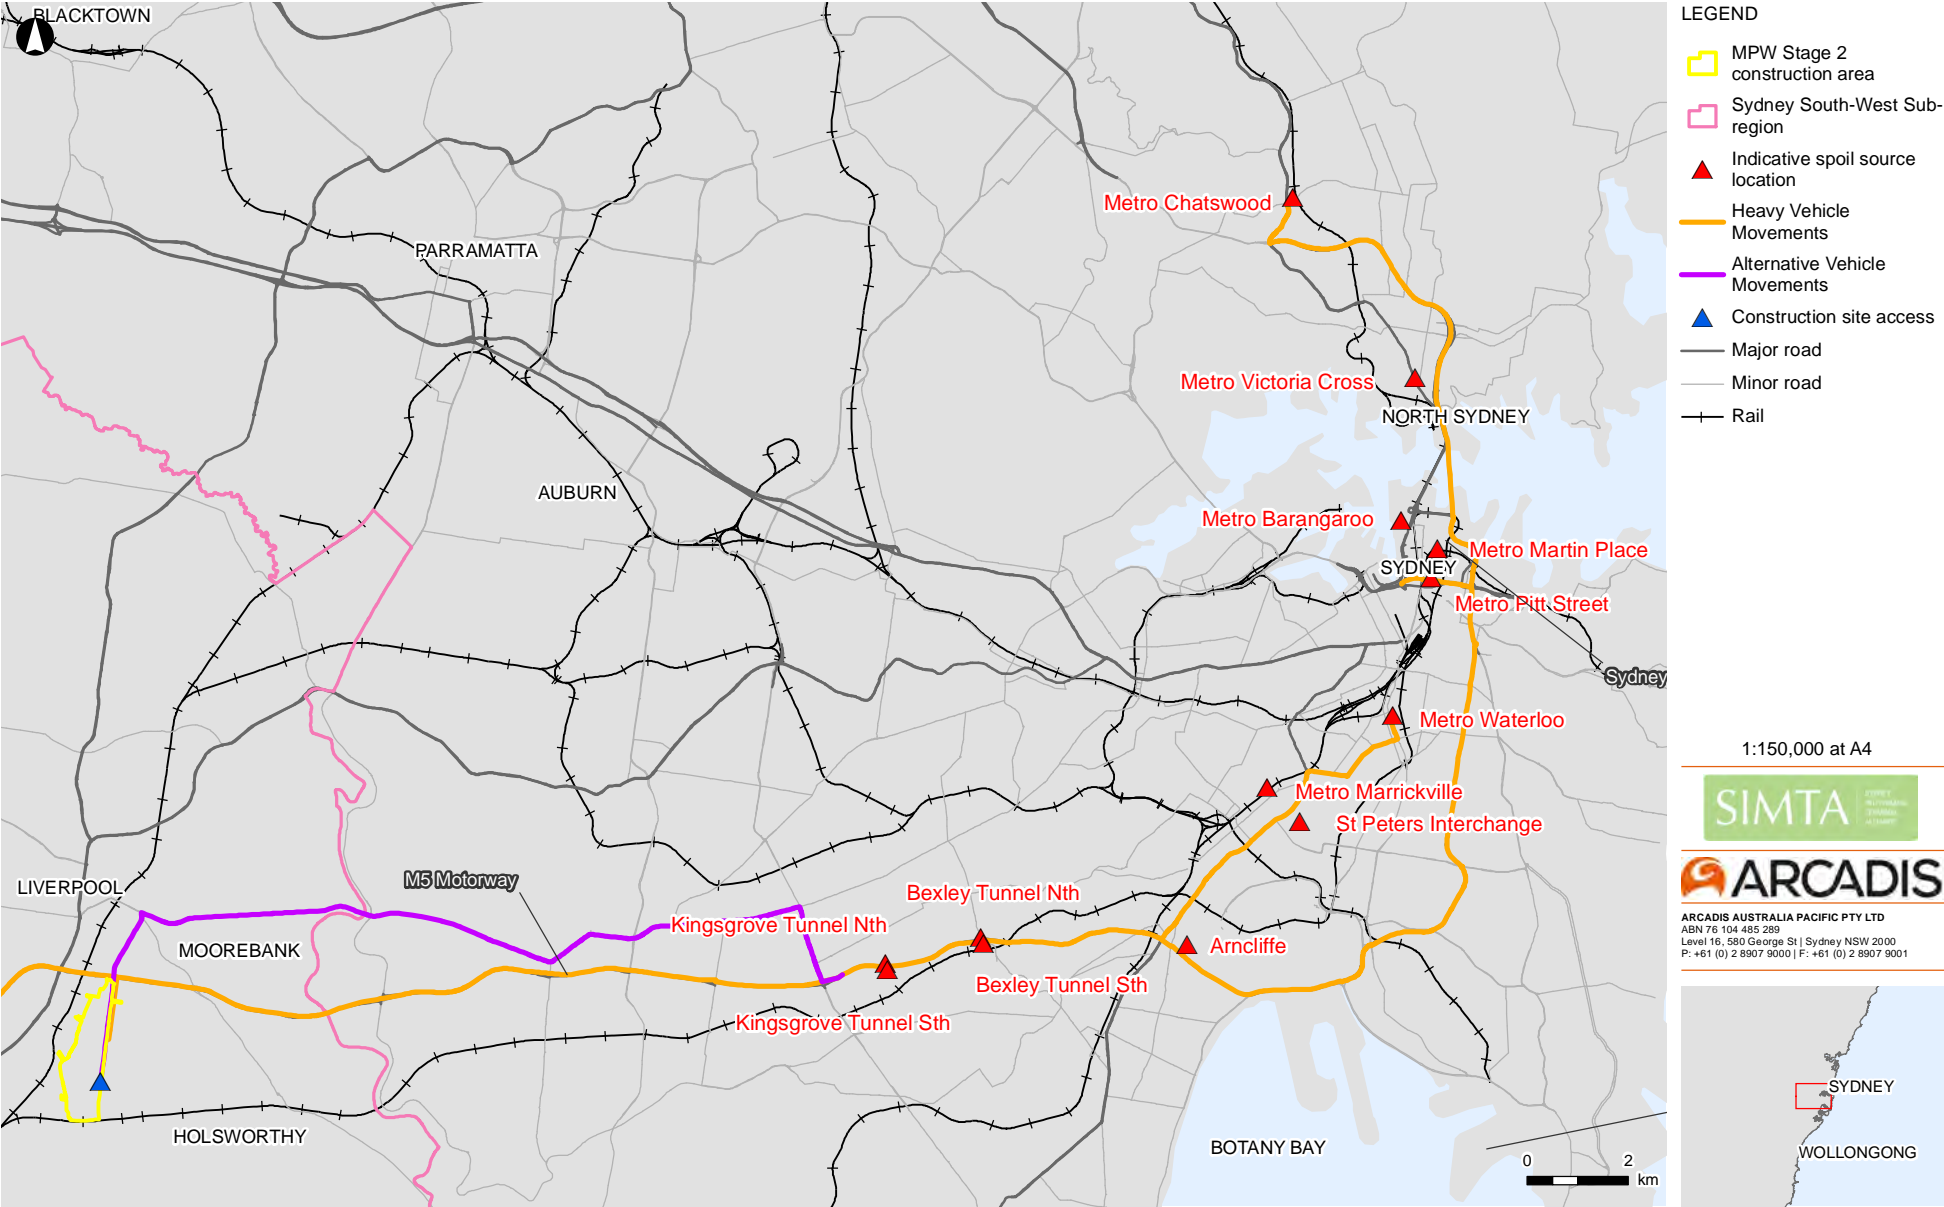 BLACKTOWN
PARRAMATTA
AUBURN
Metro Chatswood
Metro Victoria Cross
NORTH SYDNEY
Metro Barangaroo
Metro Martin Place
SYDNEY
Metro Pitt Street
Sydney
Metro Waterloo
Metro Marrickville
St Peters Interchange
LIVERPOOL
M5 Motorway
Bexley Tunnel Nth
Kingsgrove Tunnel Nth
MOOREBANK
Arncliffe
Bexley Tunnel Sth
Kingsgrove Tunnel Sth
HOLSWORTHY
BOTANY BAY
0 2
km
LEGEND
MPW Stage 2
construction area
Sydney South-West Sub-
region
Indicative spoil source
location
Heavy Vehicle
Movements
Alternative Vehicle
Movements
Construction site access
Major road
Minor road
Rail
1:150,000 at A4
SIMTA
ARCADIS
ARCADIS AUSTRALIA PACIFIC PTY LTD
ABN 76 104 485 289
Level 16, 580 George St | Sydney NSW 2000
P: +61 (0) 2 8907 9000 | F: +61 (0) 2 8907 9001
SYDNEY
WOLLONGONG